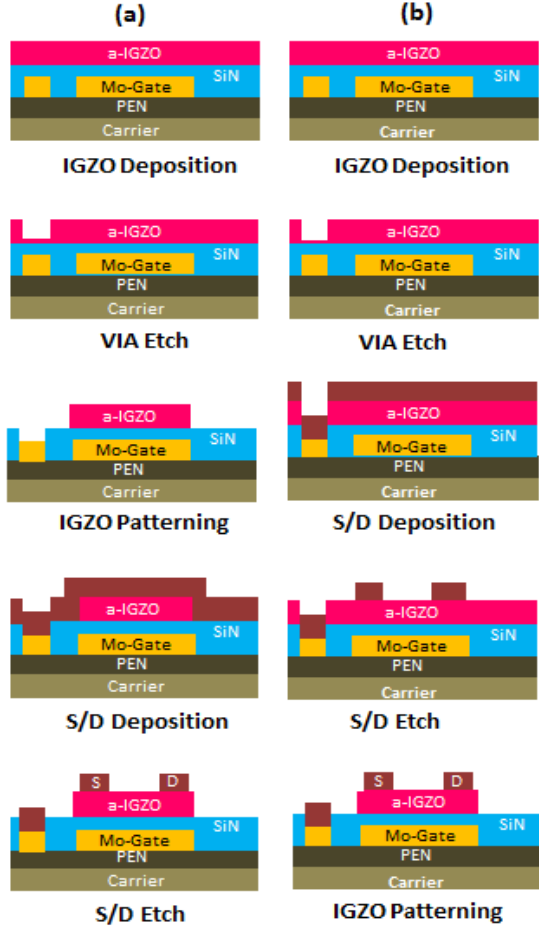 (a)
a-IGZO
SiN
Mo-Gate
PEN
Carrier
IGZO Deposition
a-IGZO
SiN
Mo-Gate
PEN
Carrier
VIA Etch
a-IGZO
SiN
Mo-Gate
PEN
Carrier
IGZO Patterning
a-IGZO
SiN
Mo-Gate
PEN
Carrier
S/D Deposition
S D
a-IGZO
SiN
Mo-Gate
PEN
Carrier
S/D Etch
(b)
a-IGZO
SiN
Mo-Gate
PEN
Carrier
IGZO Deposition
a-IGZO
SiN
Mo-Gate
PEN
Carrier
VIA Etch
a-IGZO
SiN
Mo-Gate
PEN
Carrier
S/D Deposition
a-IGZO
SiN
Mo-Gate
PEN
Carrier
S/D Etch
S D
a-IGZO
SiN
Mo-Gate
PEN
Carrier
IGZO Patterning